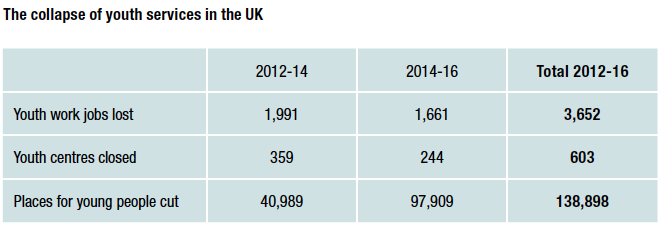 The collapse of youth services in the UK
2012-14 2014-16 Total 2012-16
Youth work jobs lost 1,991 1,661 3,652
Youth centres closed 359 244 603
Places for young people cut 40,989 97,909 138,898